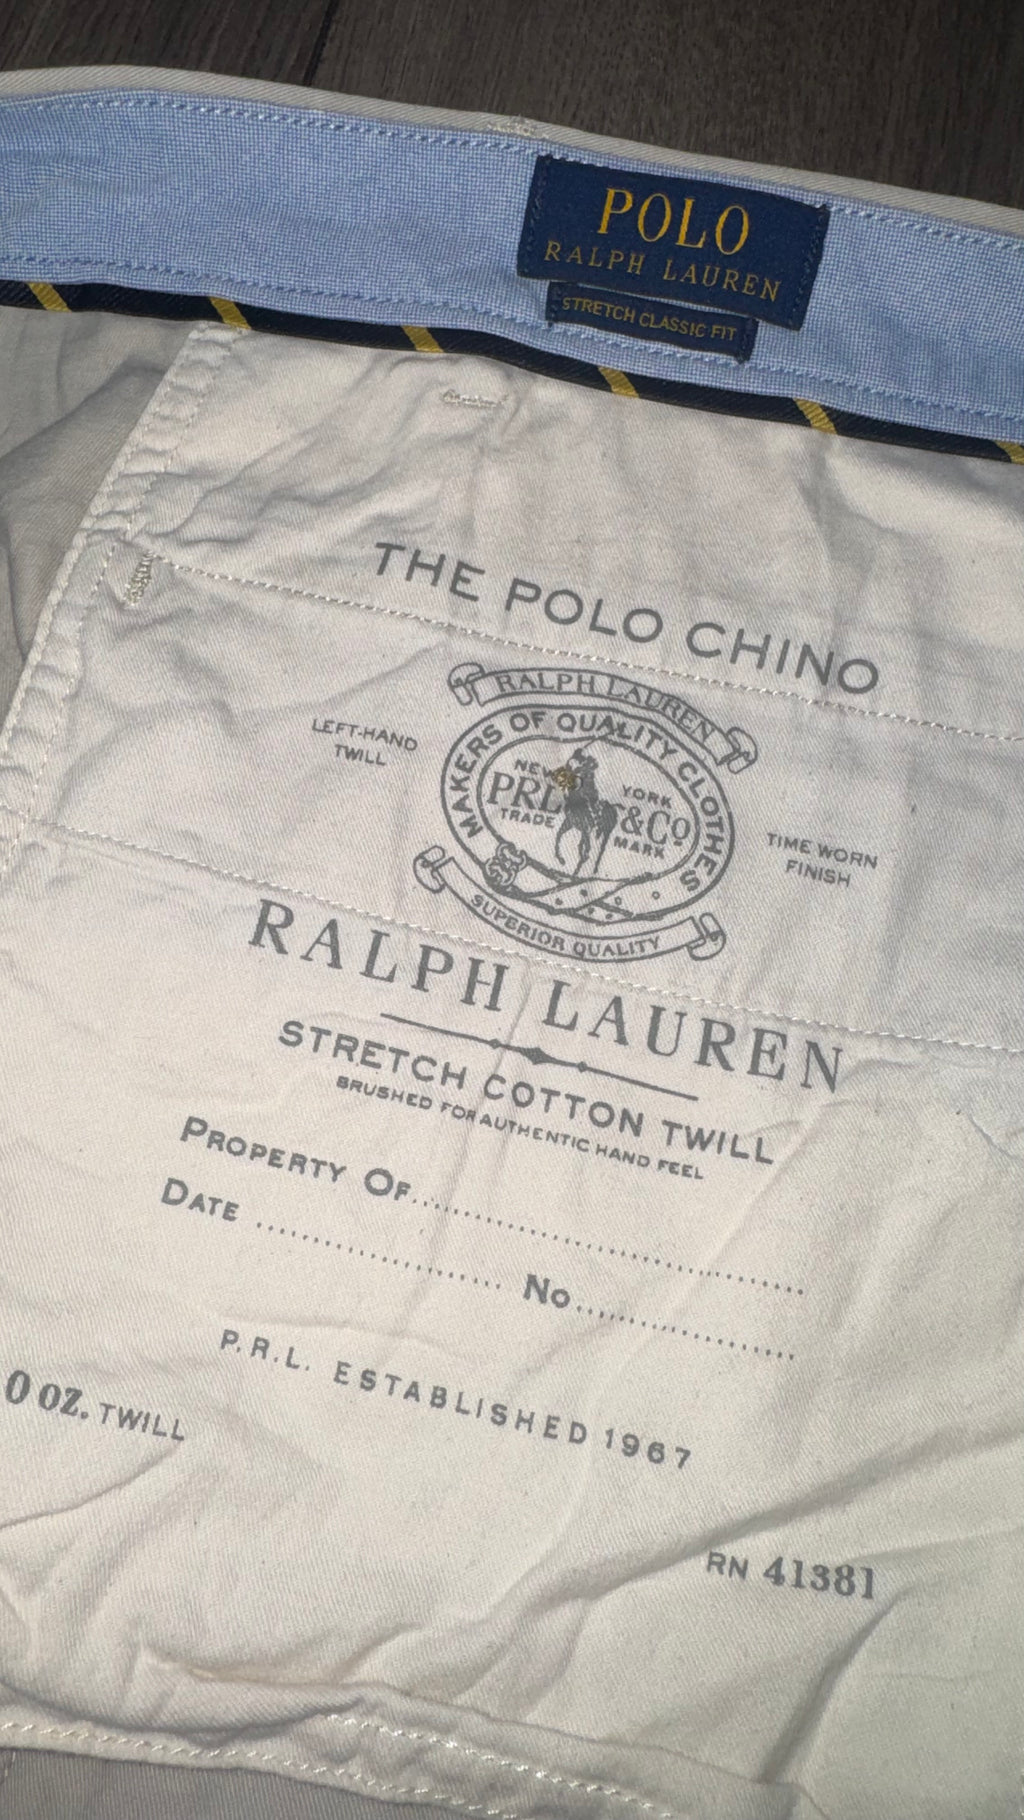 POLO
RALPH LAUREN
STRETCH CLASSIC FIT
THE POLO CHINO
RALPH LAUREN
MAKERS OF QUALITY CLOTHES
LEFT-HAND
TWILL
NEW YORK
PRL &Co
TRADE MARK
TIME WORN
FINISH
SUPERIOR QUALITY
RALPH LAUREN
STRETCH COTTON TWILL
BRUSHED FOR AUTHENTIC HAND FEEL
PROPERTY OF
DATE No
P.R.L. ESTABLISHED 1967
0 OZ. TWILL
RN 41381